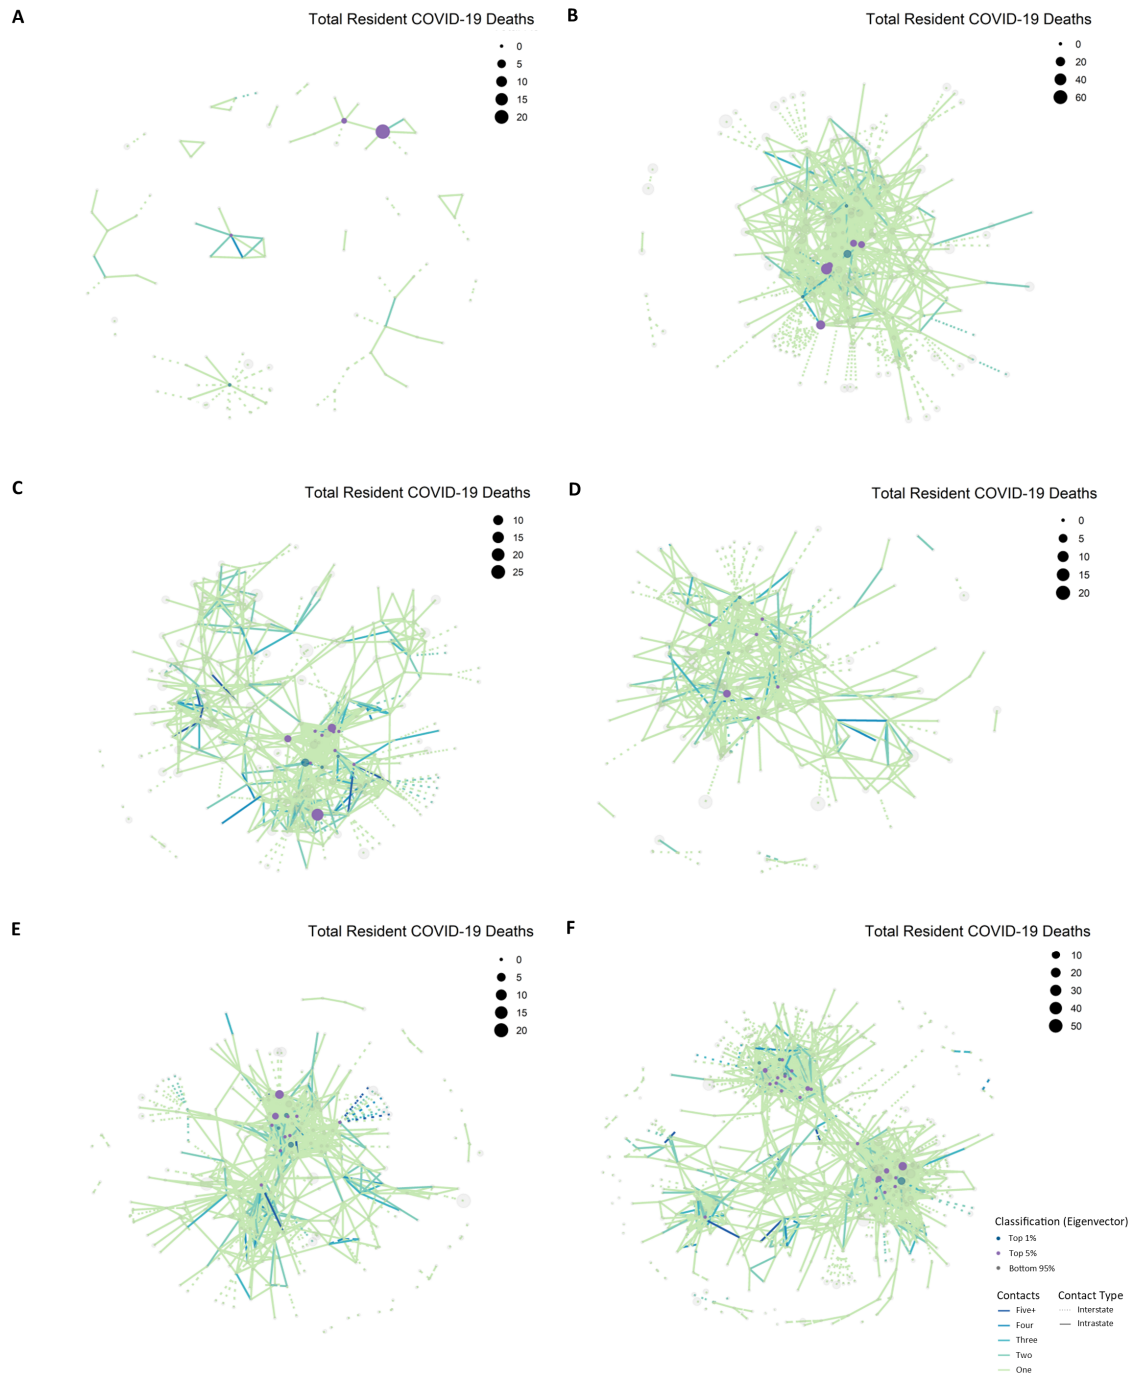 A
Total Resident COVID-19 Deaths
0
5
10
15
20
B
Total Resident COVID-19 Deaths
0
20
40
60
C
Total Resident COVID-19 Deaths
10
15
20
25
D
Total Resident COVID-19 Deaths
0
5
10
15
20
E
Total Resident COVID-19 Deaths
0
5
10
15
20
F
Total Resident COVID-19 Deaths
10
20
30
40
50
Classification (Eigenvector)
Top 1%
Top 5%
Bottom 95%
Contacts
Five+
Four
Three
Two
One
Contact Type
Interstate
Intrastate